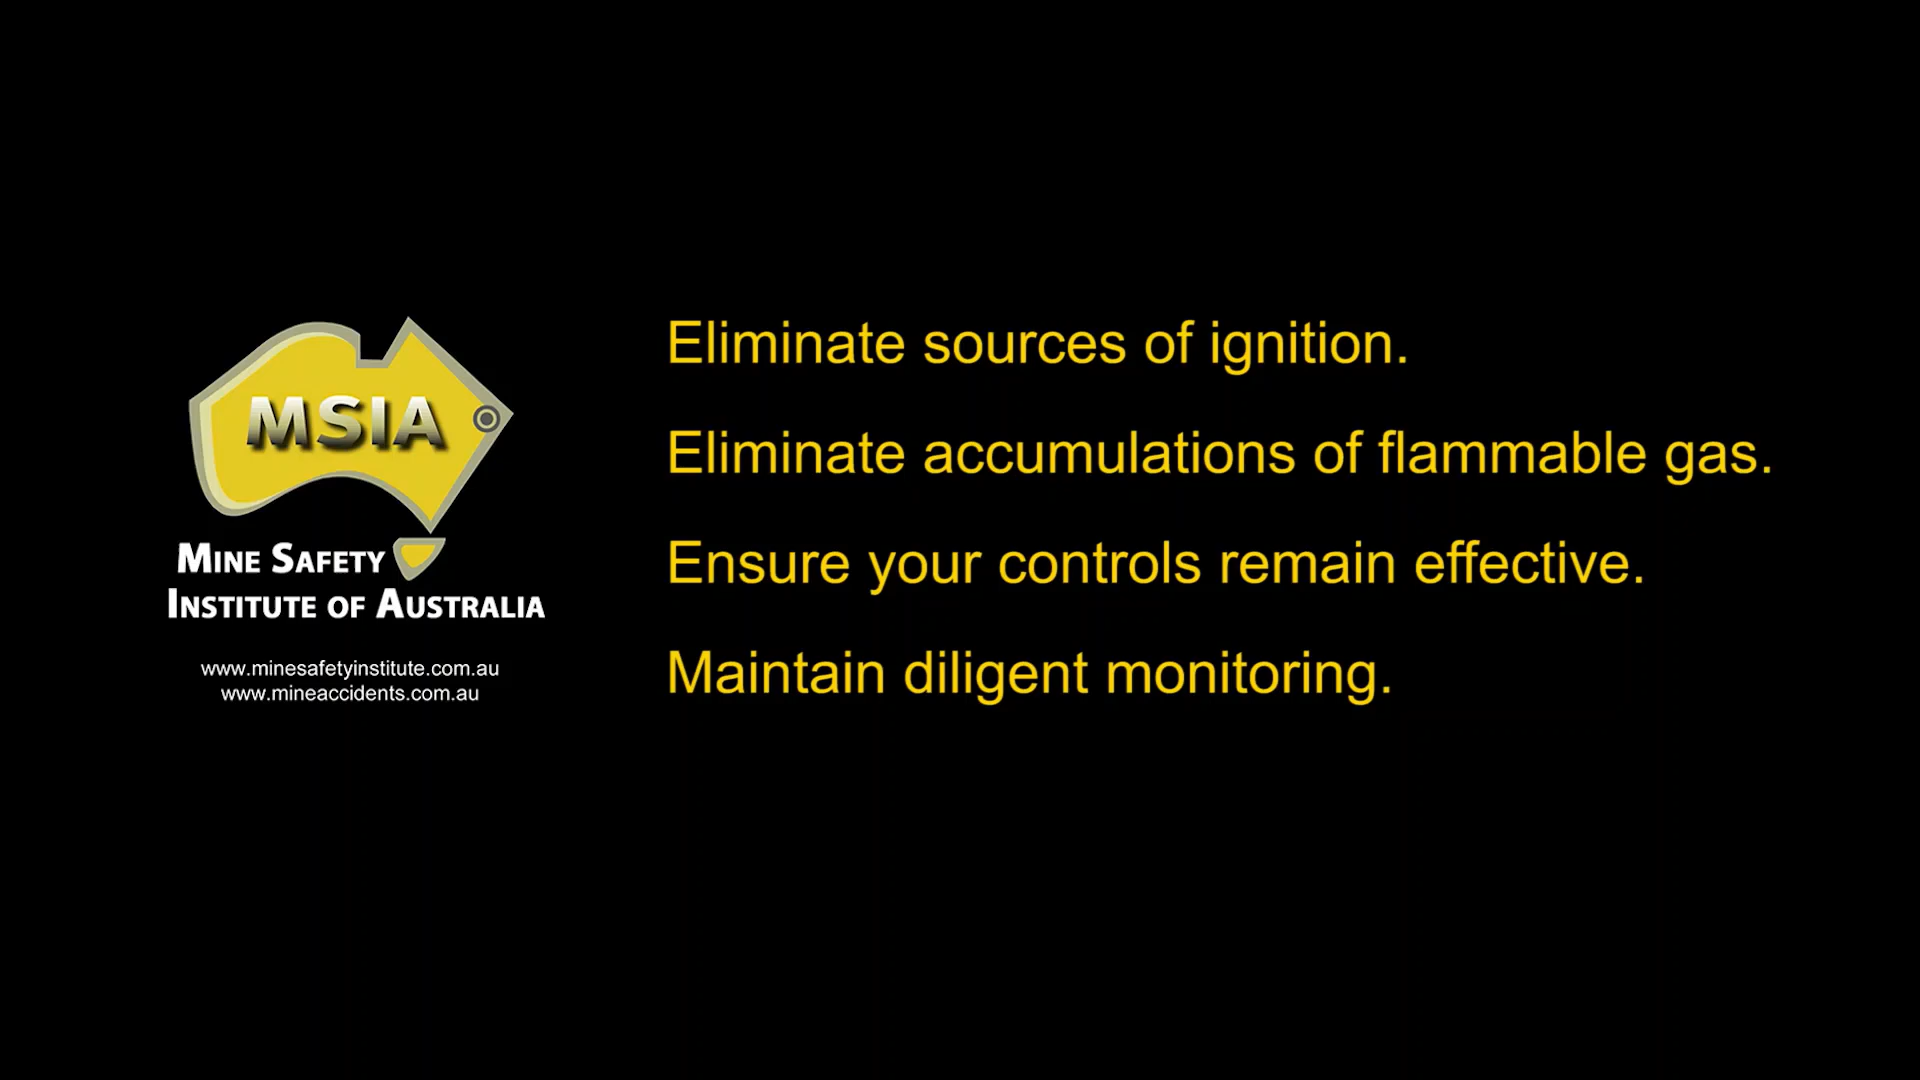 MSIA
MINE SAFETY
INSTITUTE OF AUSTRALIA
www.minesafetyinstitute.com.au
www.mineaccidents.com.au
Eliminate sources of ignition.
Eliminate accumulations of flammable gas.
Ensure your controls remain effective.
Maintain diligent monitoring.